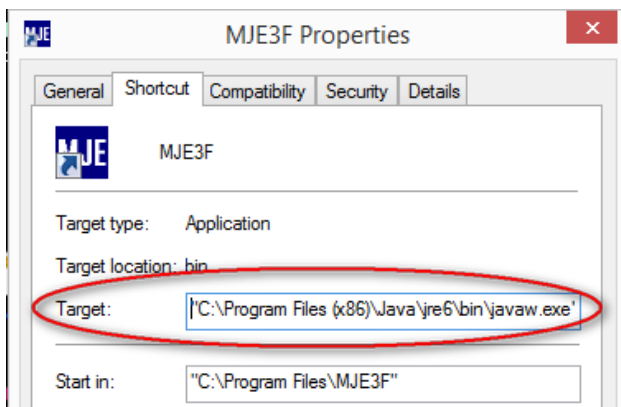 MJE
MJE3F Properties
×
General Shortcut Compatibility Security Details
MJE
MJE3F
Target type: Application
Target location: bin
Target: "C:\Program Files (x86)\Java\jre6\bin\javaw.exe"
Start in: "C:\Program Files\MJE3F"